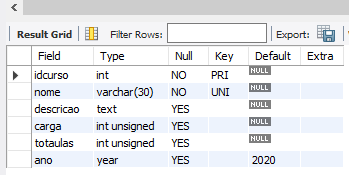 Result Grid Filter Rows: Export:
Field Type Null Key Default Extra
idcurso int NO PRI NULL
nome varchar(30) NO UNI NULL
descricao text YES NULL
carga int unsigned YES NULL
totaulas int unsigned YES NULL
ano year YES 2020